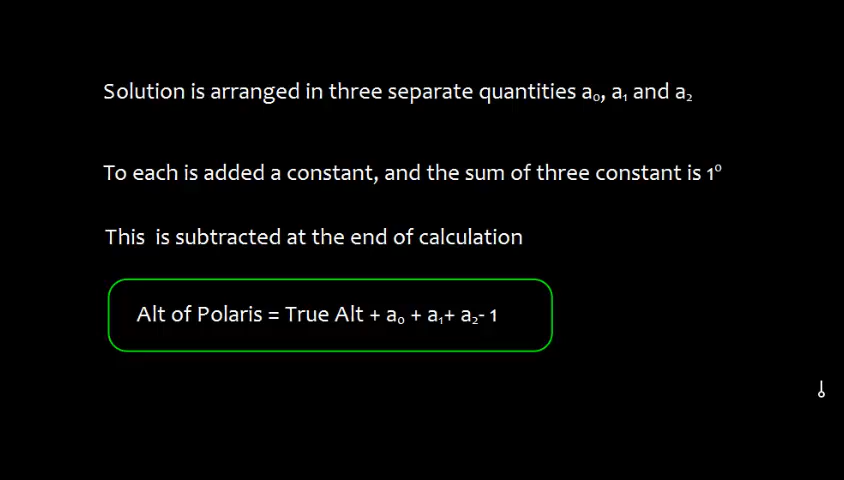 Solution is arranged in three separate quantities a₀, a₁ and a₂
To each is added a constant, and the sum of three constant is 1⁰
This is subtracted at the end of calculation
Alt of Polaris = True Alt + a₀ + a₁+ a₂- 1